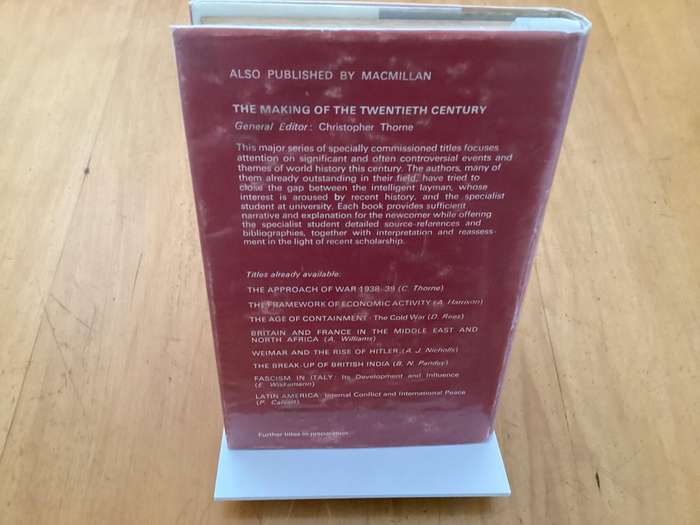 ALSO PUBLISHED BY MACMILLAN
THE MAKING OF THE TWENTIETH CENTURY
General Editor: Christopher Thorne
This major series of specially commissioned titles focuses
attention on significant and often controversial events and
themes of world history this century. The authors, many of
them already outstanding in their field, have tried to
close the gap between the intelligent layman, whose
interest is aroused by recent history, and the specialist
student at university. Each book provides sufficient
narrative and explanation for the newcomer while offering
the specialist student detailed source-references and
bibliographies, together with interpretation and reassess-
ment in the light of recent scholarship.
Titles already available:
THE APPROACH OF WAR 1938-39 (C. Thorne)
THE FRAMEWORK OF ECONOMIC ACTIVITY (A. Harrison)
THE AGE OF CONTAINMENT The Cold War (D. Rees)
BRITAIN AND FRANCE IN THE MIDDLE EAST AND
NORTH AFRICA (A. Williams)
WEIMAR AND THE RISE OF HITLER (A. J. Nicholls)
THE BREAK-UP OF BRITISH INDIA (B. N. Pandey)
FASCISM IN ITALY: Its Development and Influence
(E. Wiskemann)
LATIN AMERICA Internal Conflict and International Peace
(P. Calvert)
Further titles in preparation